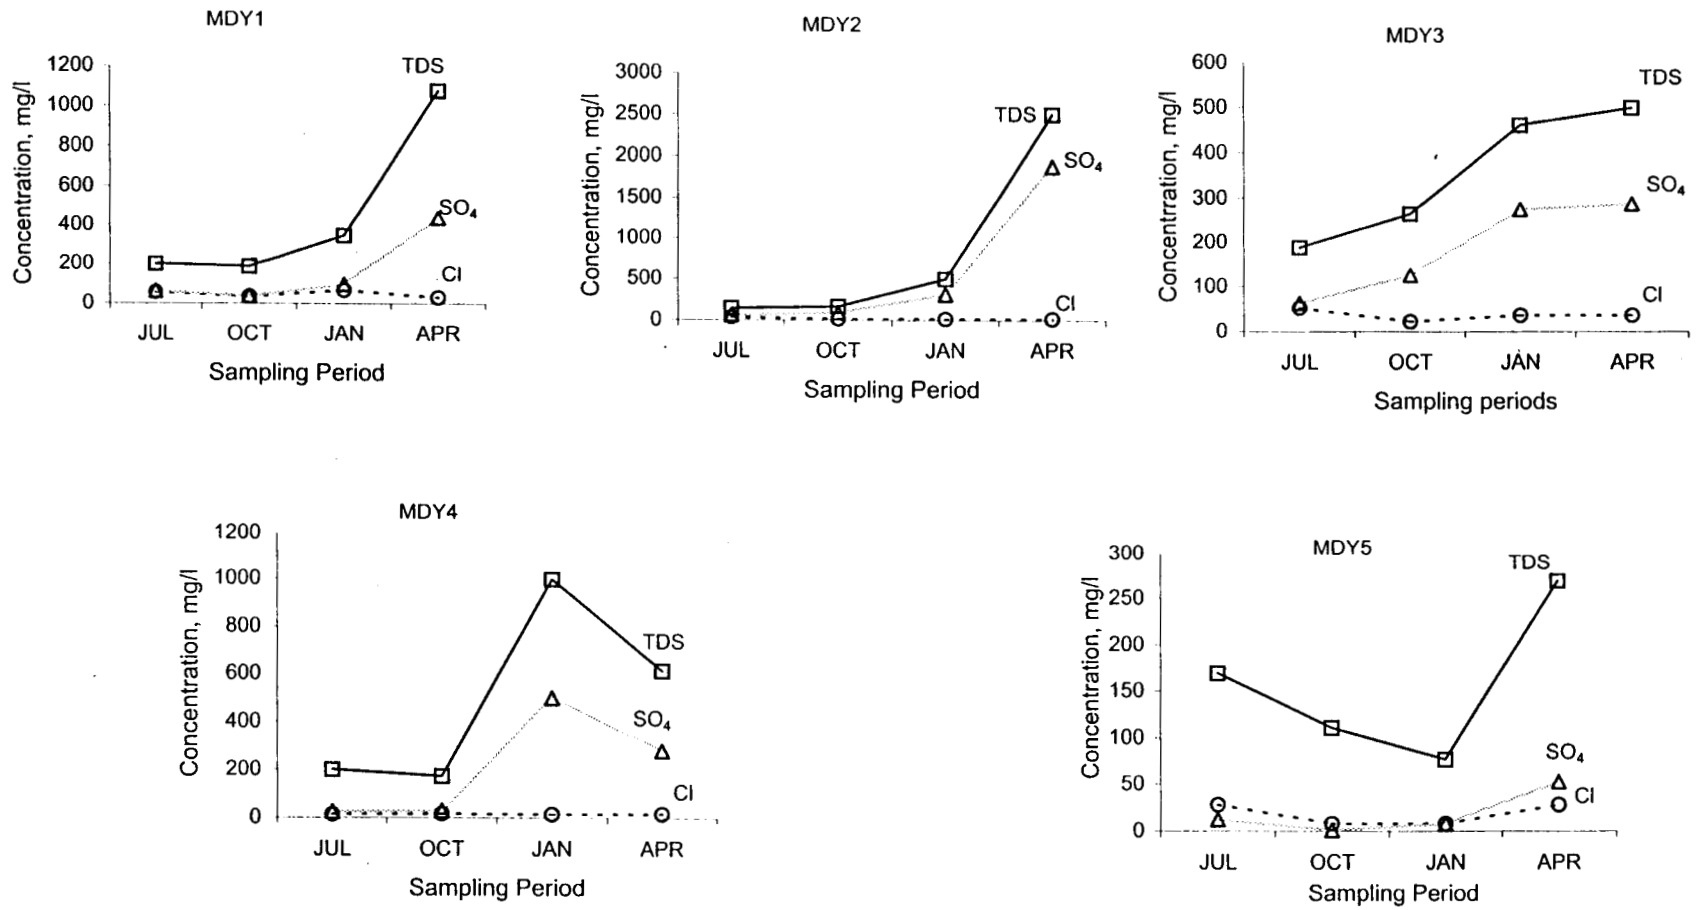 MDY1
1200
1000
800
600
400
200
0
Concentration, mg/l
TDS
SO₄
Cl
JUL OCT JAN APR
Sampling Period
MDY2
3000
2500
2000
1500
1000
500
0
Concentration, mg/l
TDS
SO₄
Cl
JUL OCT JAN APR
Sampling Period
MDY3
600
500
400
300
200
100
0
Concentrration, mg/l
TDS
SO₄
Cl
JUL OCT JAN APR
Sampling periods
MDY4
1200
1000
800
600
400
200
0
Concentration, mg/l
TDS
SO₄
Cl
JUL OCT JAN APR
Sampling Period
MDY5
300
250
200
150
100
50
0
Concentration, mg/l
TDS
SO₄
Cl
JUL OCT JAN APR
Sampling Period